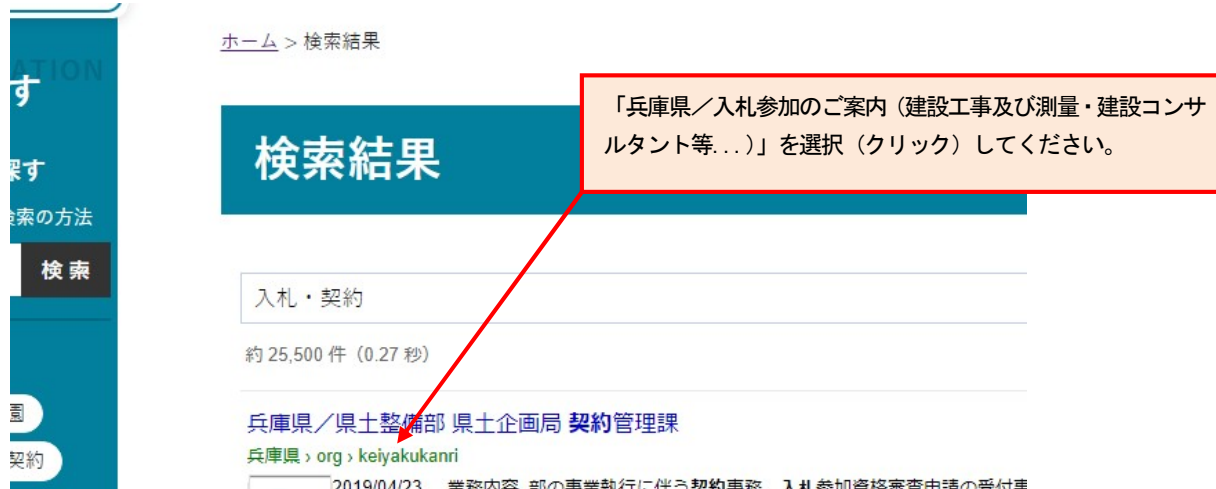 ホーム > 検索結果
ATION
す
「兵庫県／入札参加のご案内（建設工事及び測量・建設コンサ
ルタント等...）」を選択（クリック）してください。
検索結果
探す
索の方法
検索
入札・契約
約 25,500 件（0.27 秒）
園
契約
兵庫県／県土整備部 県土企画局 契約管理課
兵庫県 › org › keiyakukanri
2019/04/23 ... 業務内容. 部の事業執行に伴う契約事務. 入札参加資格審査申請の受付事